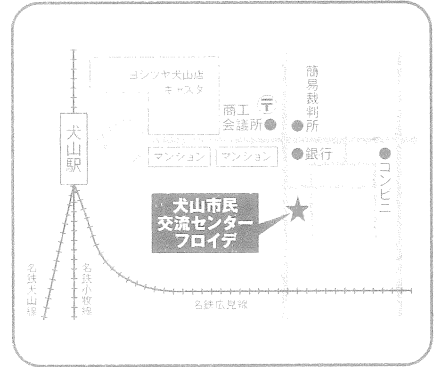 ヨシヅヤ犬山店
キャスタ
簡易裁判所
商工
会議所
〒
犬山駅
マンション
マンション
銀行
コンビニ
犬山市民
交流センター
フロイデ
名鉄犬山線
名鉄小牧線
名鉄広見線